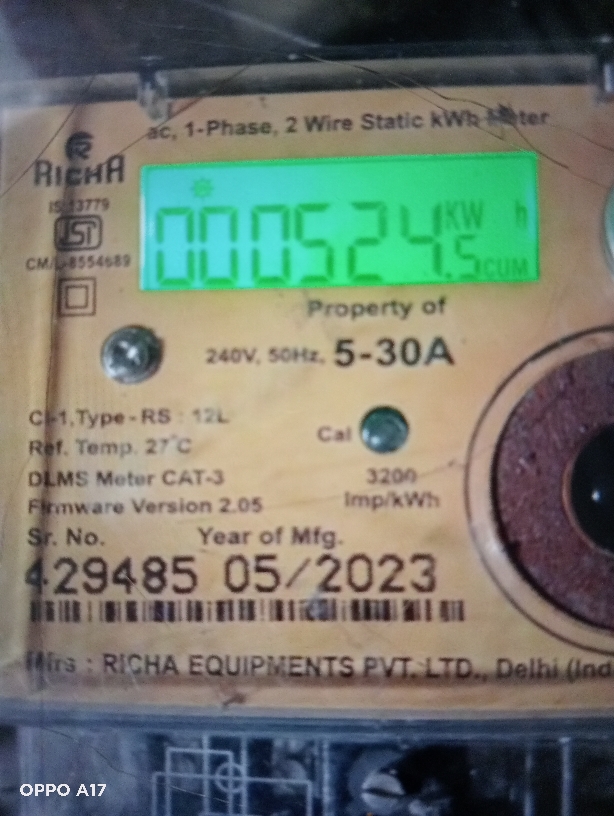 ac, 1-Phase, 2 Wire Static kWh Meter
RICHA
IS 13779
ISI
CM/L-8554689
000524.5 KW h
CUM
Property of
240V, 50Hz, 5-30A
Cl-1, Type-RS : 12L
Ref. Temp. 27°C
Cal
DLMS Meter CAT-3
3200
Firmware Version 2.05
Imp/kWh
Sr. No. Year of Mfg.
429485 05/2023
Mfrs : RICHA EQUIPMENTS PVT. LTD., Delhi (Ind
OPPO A17